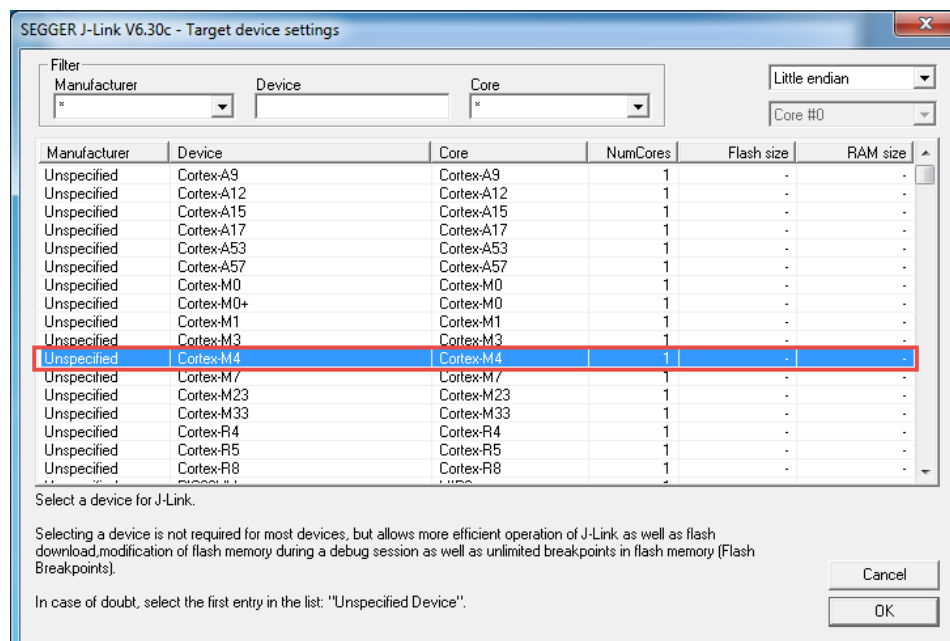 SEGGER J-Link V6.30c - Target device settings
Filter
Manufacturer Device Core
* *
Little endian
Core #0
Manufacturer Device Core NumCores Flash size RAM size
Unspecified Cortex-A9 Cortex-A9 1 - -
Unspecified Cortex-A12 Cortex-A12 1 - -
Unspecified Cortex-A15 Cortex-A15 1 - -
Unspecified Cortex-A17 Cortex-A17 1 - -
Unspecified Cortex-A53 Cortex-A53 1 - -
Unspecified Cortex-A57 Cortex-A57 1 - -
Unspecified Cortex-M0 Cortex-M0 1 - -
Unspecified Cortex-M0+ Cortex-M0 1 - -
Unspecified Cortex-M1 Cortex-M1 1 - -
Unspecified Cortex-M3 Cortex-M3 1 - -
Unspecified Cortex-M4 Cortex-M4 1 - -
Unspecified Cortex-M7 Cortex-M7 1 - -
Unspecified Cortex-M23 Cortex-M23 1 - -
Unspecified Cortex-M33 Cortex-M33 1 - -
Unspecified Cortex-R4 Cortex-R4 1 - -
Unspecified Cortex-R5 Cortex-R5 1 - -
Unspecified Cortex-R8 Cortex-R8 1 - -
Select a device for J-Link.
Selecting a device is not required for most devices, but allows more efficient operation of J-Link as well as flash
download,modification of flash memory during a debug session as well as unlimited breakpoints in flash memory (Flash
Breakpoints).
In case of doubt, select the first entry in the list: "Unspecified Device".
Cancel
OK